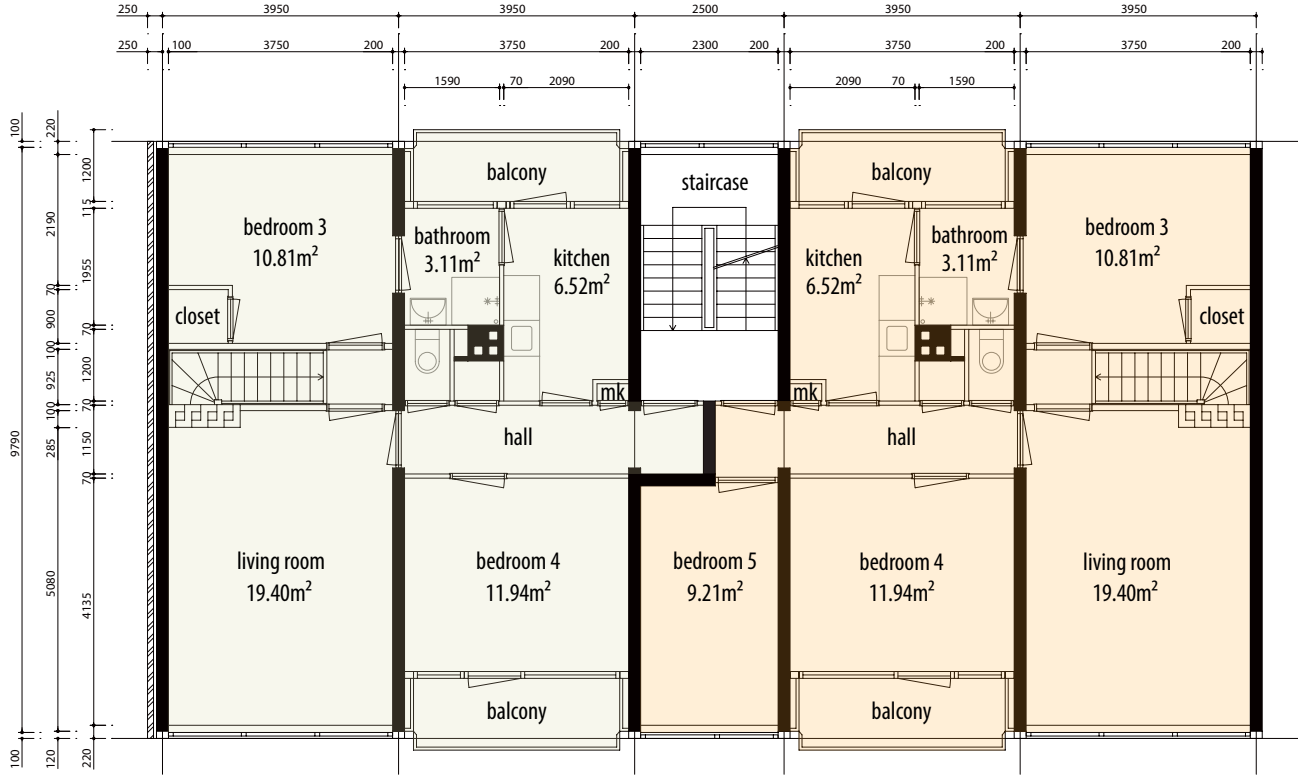 250 3950 3950 2500 3950 3950
250 100 3750 200 3750 200 2300 200 3750 200 3750 200
1590 70 2090 2090 70 1590
100
9790
100
220
2190
70
900
100
925
100
285
5080
120
1200
115
1955
70
1200
70
1150
70
4135
220
balcony
staircase
balcony
bedroom 3
10.81m²
bathroom
3.11m²
kitchen
6.52m²
kitchen
6.52m²
bathroom
3.11m²
bedroom 3
10.81m²
closet
closet
mk
mk
hall
hall
living room
19.40m²
bedroom 4
11.94m²
bedroom 5
9.21m²
bedroom 4
11.94m²
living room
19.40m²
balcony
balcony